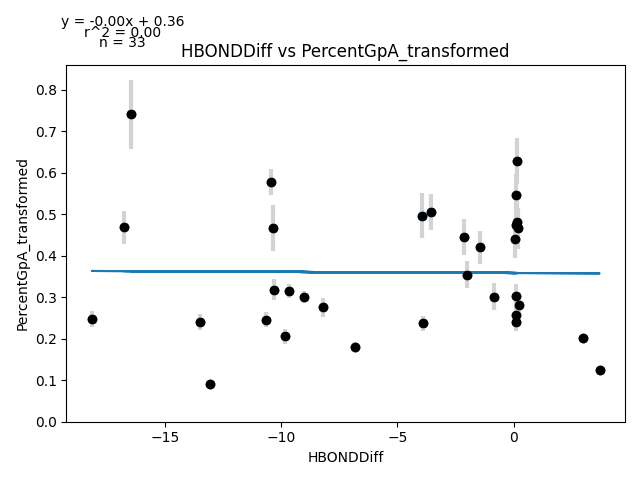 y = -0.00x + 0.36
r^2 = 0.00
n = 33
HBONDDiff vs PercentGpA_transformed
PercentGpA_transformed
0.8
0.7
0.6
0.5
0.4
0.3
0.2
0.1
0.0
−15
−10
−5
0
HBONDDiff